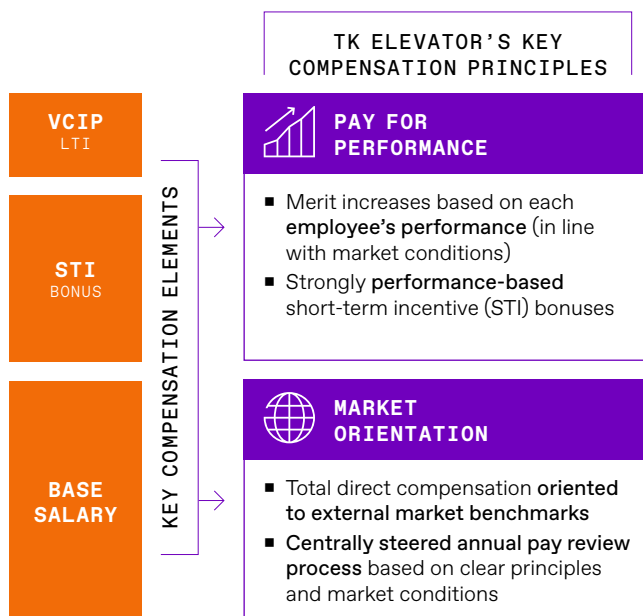 TK ELEVATOR'S KEY
COMPENSATION PRINCIPLES
VCIP
LTI
STI
BONUS
BASE
SALARY
KEY COMPENSATION ELEMENTS
PAY FOR
PERFORMANCE
■ Merit increases based on each
employee's performance (in line
with market conditions)
■ Strongly performance-based
short-term incentive (STI) bonuses
MARKET
ORIENTATION
■ Total direct compensation oriented
to external market benchmarks
■ Centrally steered annual pay review
process based on clear principles
and market conditions